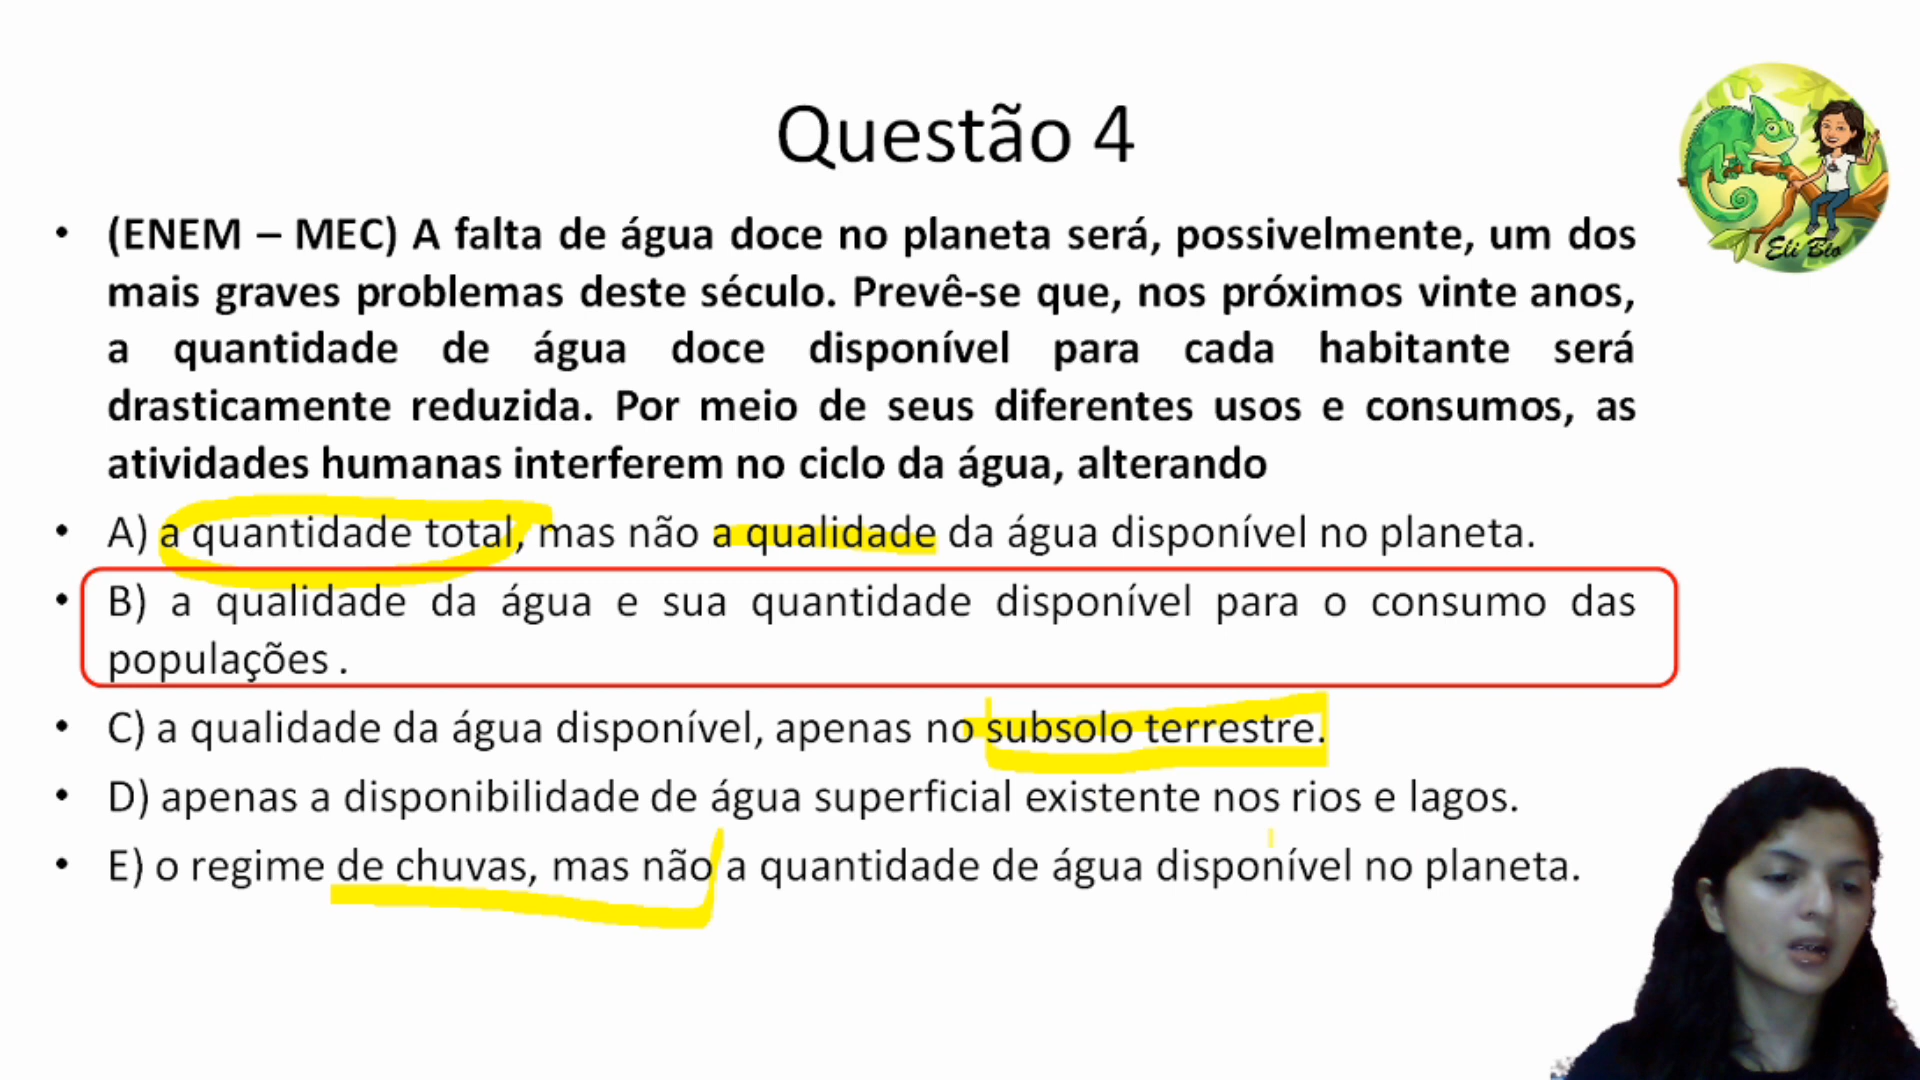 Questão 4
Eli Bio
• (ENEM – MEC) A falta de água doce no planeta será, possivelmente, um dos
mais graves problemas deste século. Prevê-se que, nos próximos vinte anos,
a quantidade de água doce disponível para cada habitante será
drasticamente reduzida. Por meio de seus diferentes usos e consumos, as
atividades humanas interferem no ciclo da água, alterando
• A) a quantidade total, mas não a qualidade da água disponível no planeta.
• B) a qualidade da água e sua quantidade disponível para o consumo das
populações .
• C) a qualidade da água disponível, apenas no subsolo terrestre.
• D) apenas a disponibilidade de água superficial existente nos rios e lagos.
• E) o regime de chuvas, mas não a quantidade de água disponível no planeta.